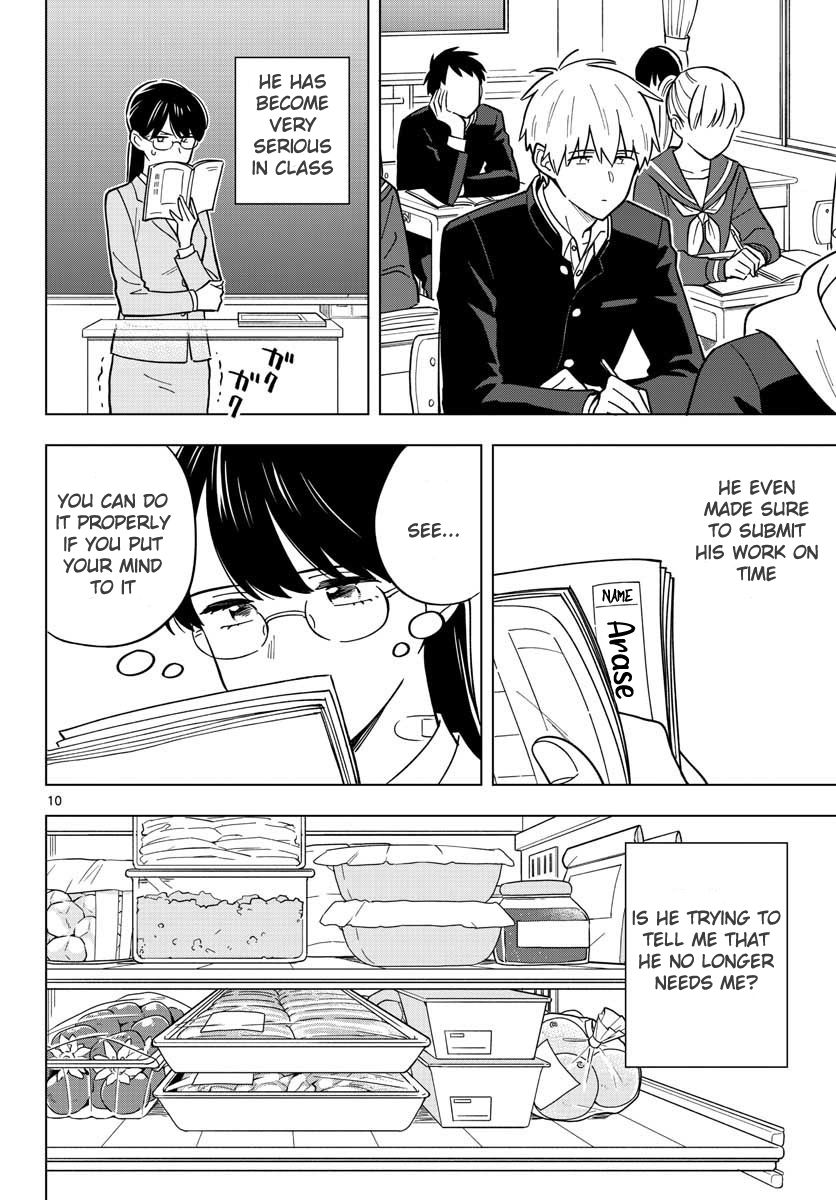 HE HAS
BECOME
VERY
SERIOUS
IN CLASS
ガク
ガク
HE EVEN
MADE SURE
TO SUBMIT
HIS WORK ON
TIME
NAME
Arase
SEE...
YOU CAN DO
IT PROPERLY
IF YOU PUT
YOUR MIND
TO IT
10
IS HE TRYING TO
TELL ME THAT
HE NO LONGER
NEEDS ME?